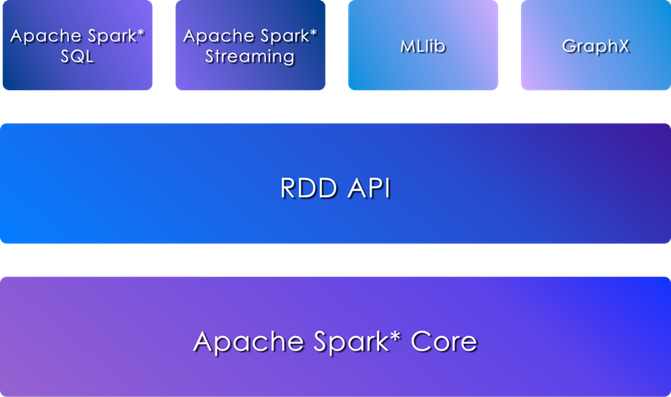 Apache Spark*
SQL
Apache Spark*
Streaming
MLlib
GraphX
RDD API
Apache Spark* Core